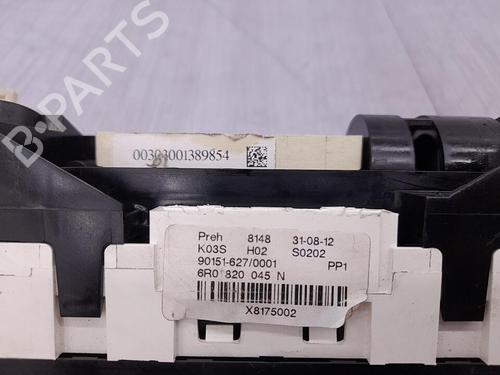 B-PARTS
00303001389854
Preh 8148 31-08-12
K03S H02 S0202
90151-627/0001 PP1
6R0 820 045 N
X8175002